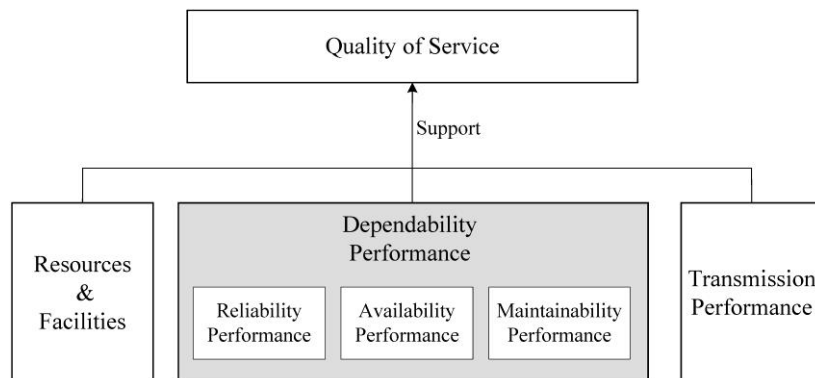 Quality of Service
Support
Resources
&
Facilities
Dependability
Performance
Reliability
Performance
Availability
Performance
Maintainability
Performance
Transmission
Performance